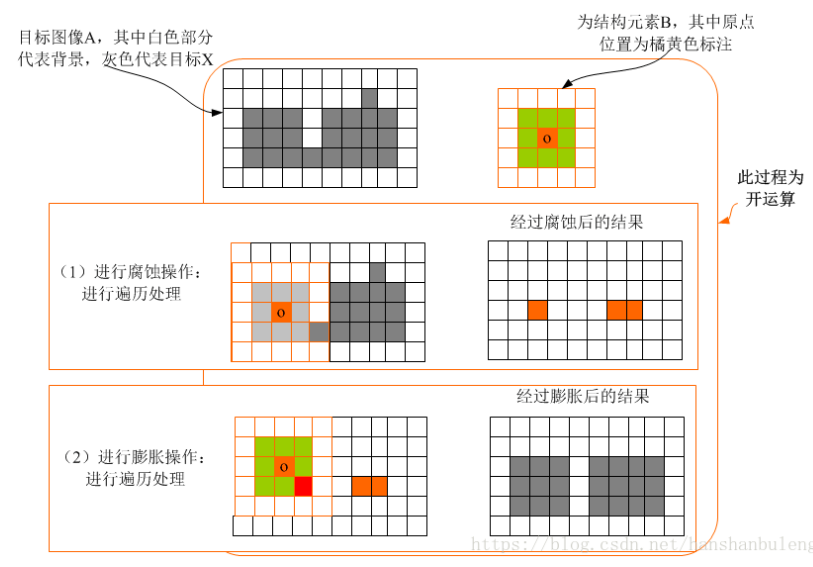 目标图像A，其中白色部分
代表背景，灰色代表目标X
为结构元素B，其中原点
位置为橘黄色标注
o
此过程为
开运算
（1）进行腐蚀操作：
进行遍历处理
o
经过腐蚀后的结果
（2）进行膨胀操作：
进行遍历处理
o
经过膨胀后的结果
https://blog.csdn.net/hanshanbuleng